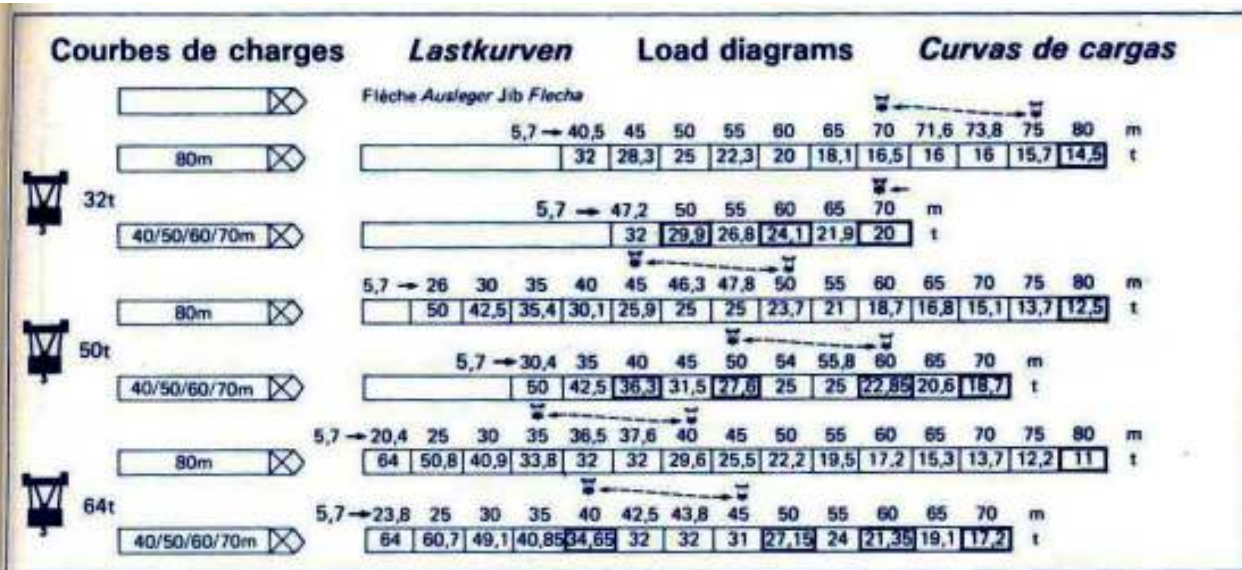 Courbes de charges Lastkurven Load diagrams Curvas de cargas
Flèche Ausleger Jib Flecha
5,7 → 40,5 45 50 55 60 65 70 71,6 73,8 75 80 m
80m 32 28,3 25 22,3 20 18,1 16,5 16 16 15,7 14,5 t
32t
5,7 → 47,2 50 55 60 65 70 m
40/50/60/70m 32 29,9 26,8 24,1 21,9 20 t
5,7 → 26 30 35 40 45 46,3 47,8 50 55 60 65 70 75 80 m
80m 50 42,5 35,4 30,1 25,9 25 25 23,7 21 18,7 16,8 15,1 13,7 12,5 t
50t
5,7 → 30,4 35 40 45 50 54 55,8 60 65 70 m
40/50/60/70m 50 42,5 36,3 31,5 27,6 25 25 22,85 20,6 18,7 t
5,7 → 20,4 25 30 35 36,5 37,6 40 45 50 55 60 65 70 75 80 m
80m 64 50,8 40,9 33,8 32 32 29,6 25,5 22,2 19,5 17,2 15,3 13,7 12,2 11 t
64t
5,7 → 23,8 25 30 35 40 42,5 43,8 45 50 55 60 65 70 m
40/50/60/70m 64 60,7 49,1 40,85 34,65 32 32 31 27,15 24 21,35 19,1 17,2 t